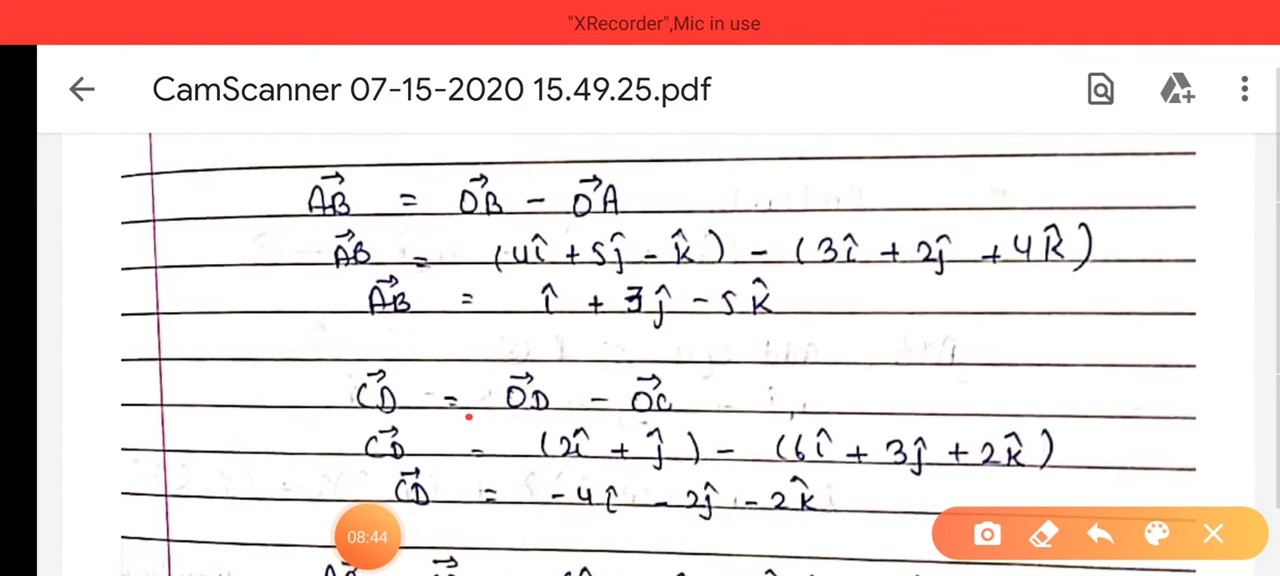 "XRecorder",Mic in use
CamScanner 07-15-2020 15.49.25.pdf
AB⃗ = OB⃗ - OA⃗
AB⃗ = (4î + 5ĵ - k̂) - (3î + 2ĵ + 4k̂)
AB⃗ = î + 3ĵ - 5k̂
CD⃗ = OD⃗ - OC⃗
CD⃗ = (2î + ĵ) - (6î + 3ĵ + 2k̂)
CD⃗ = -4î - 2ĵ - 2k̂
08:44